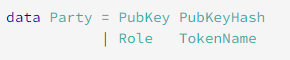 data Party = PubKey PubKeyHash
| Role TokenName